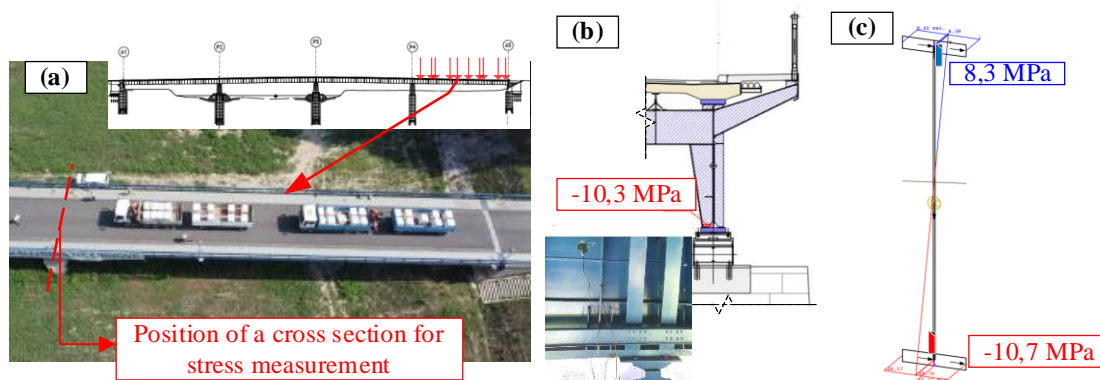 (a)
A1
P2
P3
P4
A5
Position of a cross section for
stress measurement
(b)
-10,3 MPa
(c)
8,3 MPa
-10,7 MPa